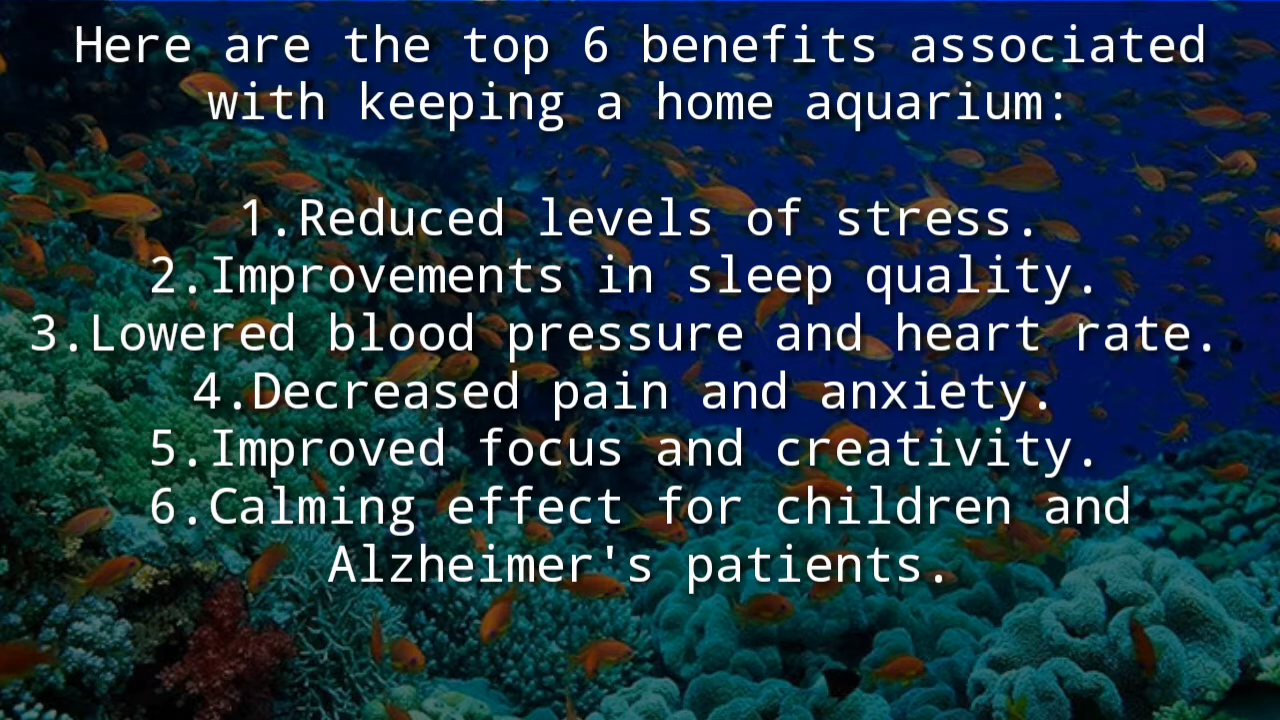 Here are the top 6 benefits associated
with keeping a home aquarium:
1.Reduced levels of stress.
2.Improvements in sleep quality.
3.Lowered blood pressure and heart rate.
4.Decreased pain and anxiety.
5.Improved focus and creativity.
6.Calming effect for children and
Alzheimer's patients.